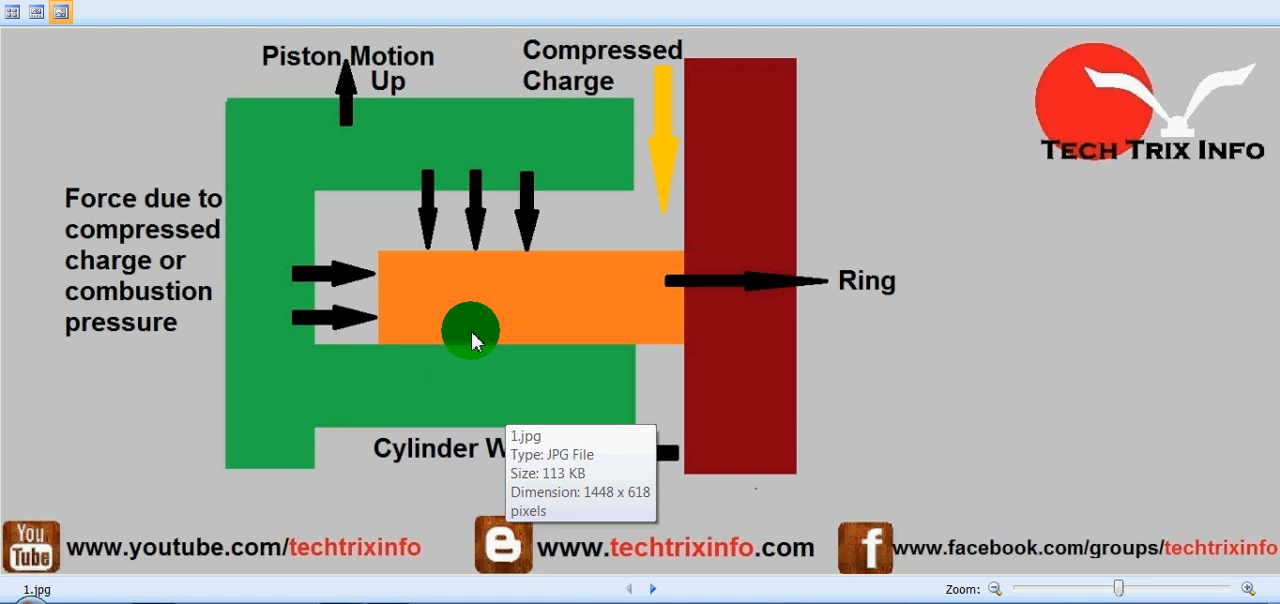 Piston Motion
Up
Compressed
Charge
TECH TRIX INFO
Force due to
compressed
charge or
combustion
pressure
Ring
Cylinder
1.jpg
Type: JPG File
Size: 113 KB
Dimension: 1448 x 618
pixels
You
Tube
www.youtube.com/techtrixinfo
www.techtrixinfo.com
f
www.facebook.com/groups/techtrixinfo
1.jpg
Zoom: